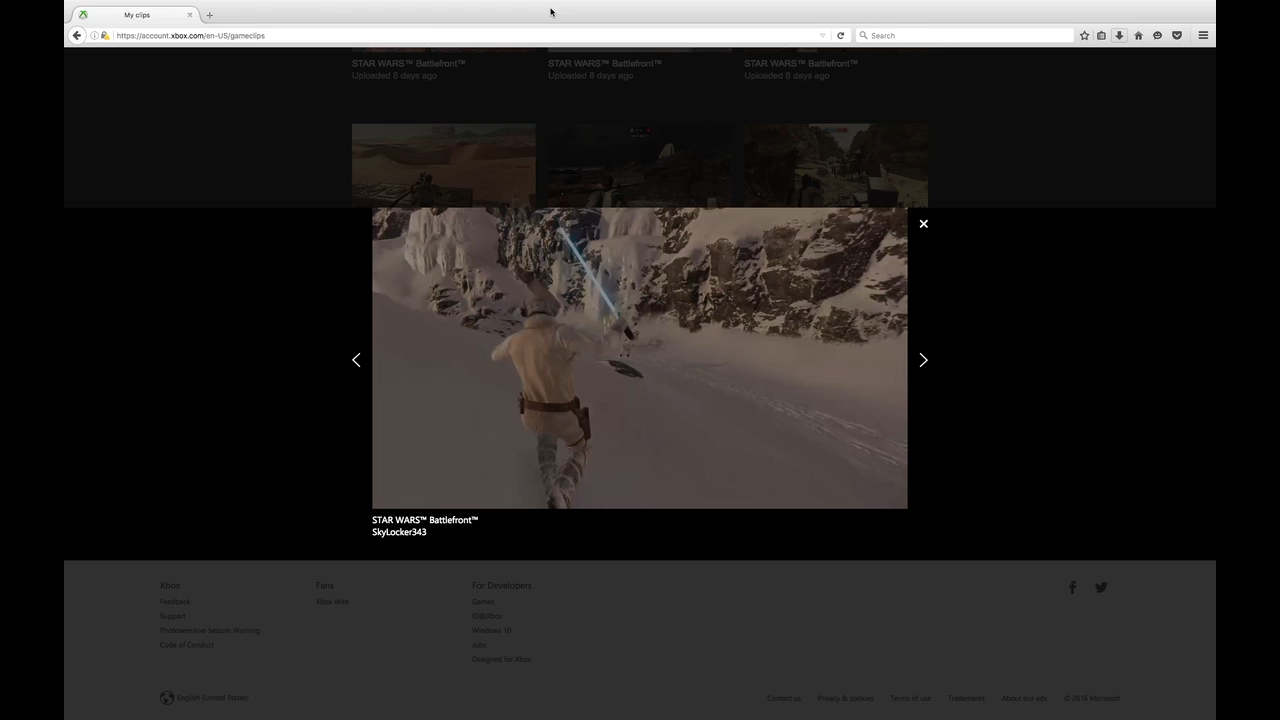 My clips
https://account.xbox.com/en-US/gameclips
Search
STAR WARS™ Battlefront™
Uploaded 8 days ago
STAR WARS™ Battlefront™
Uploaded 8 days ago
STAR WARS™ Battlefront™
Uploaded 8 days ago
STAR WARS™ Battlefront™
SkyLocker343
Xbox
Feedback
Support
Photosensitive Seizure Warning
Code of Conduct
Fans
Xbox Wire
For Developers
Games
ID@Xbox
Windows 10
Jobs
Designed for Xbox
English (United States)
Contact us
Privacy & cookies
Terms of use
Trademarks
About our ads
© 2016 Microsoft